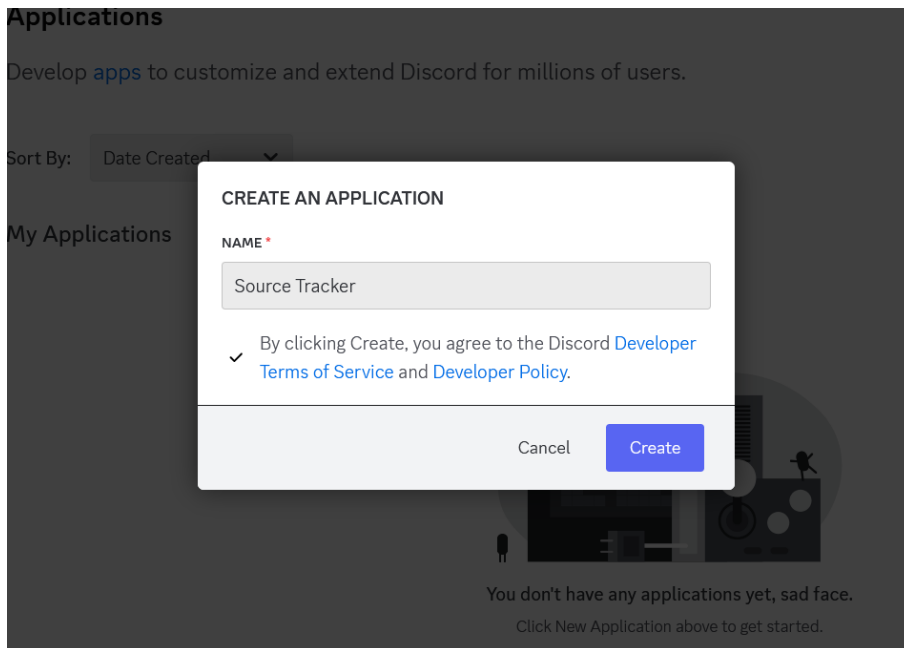 Applications
Develop apps to customize and extend Discord for millions of users.
Sort By:
Date Created
My Applications
CREATE AN APPLICATION
NAME *
Source Tracker
By clicking Create, you agree to the Discord Developer
Terms of Service and Developer Policy.
Cancel
Create
You don't have any applications yet, sad face.
Click New Application above to get started.